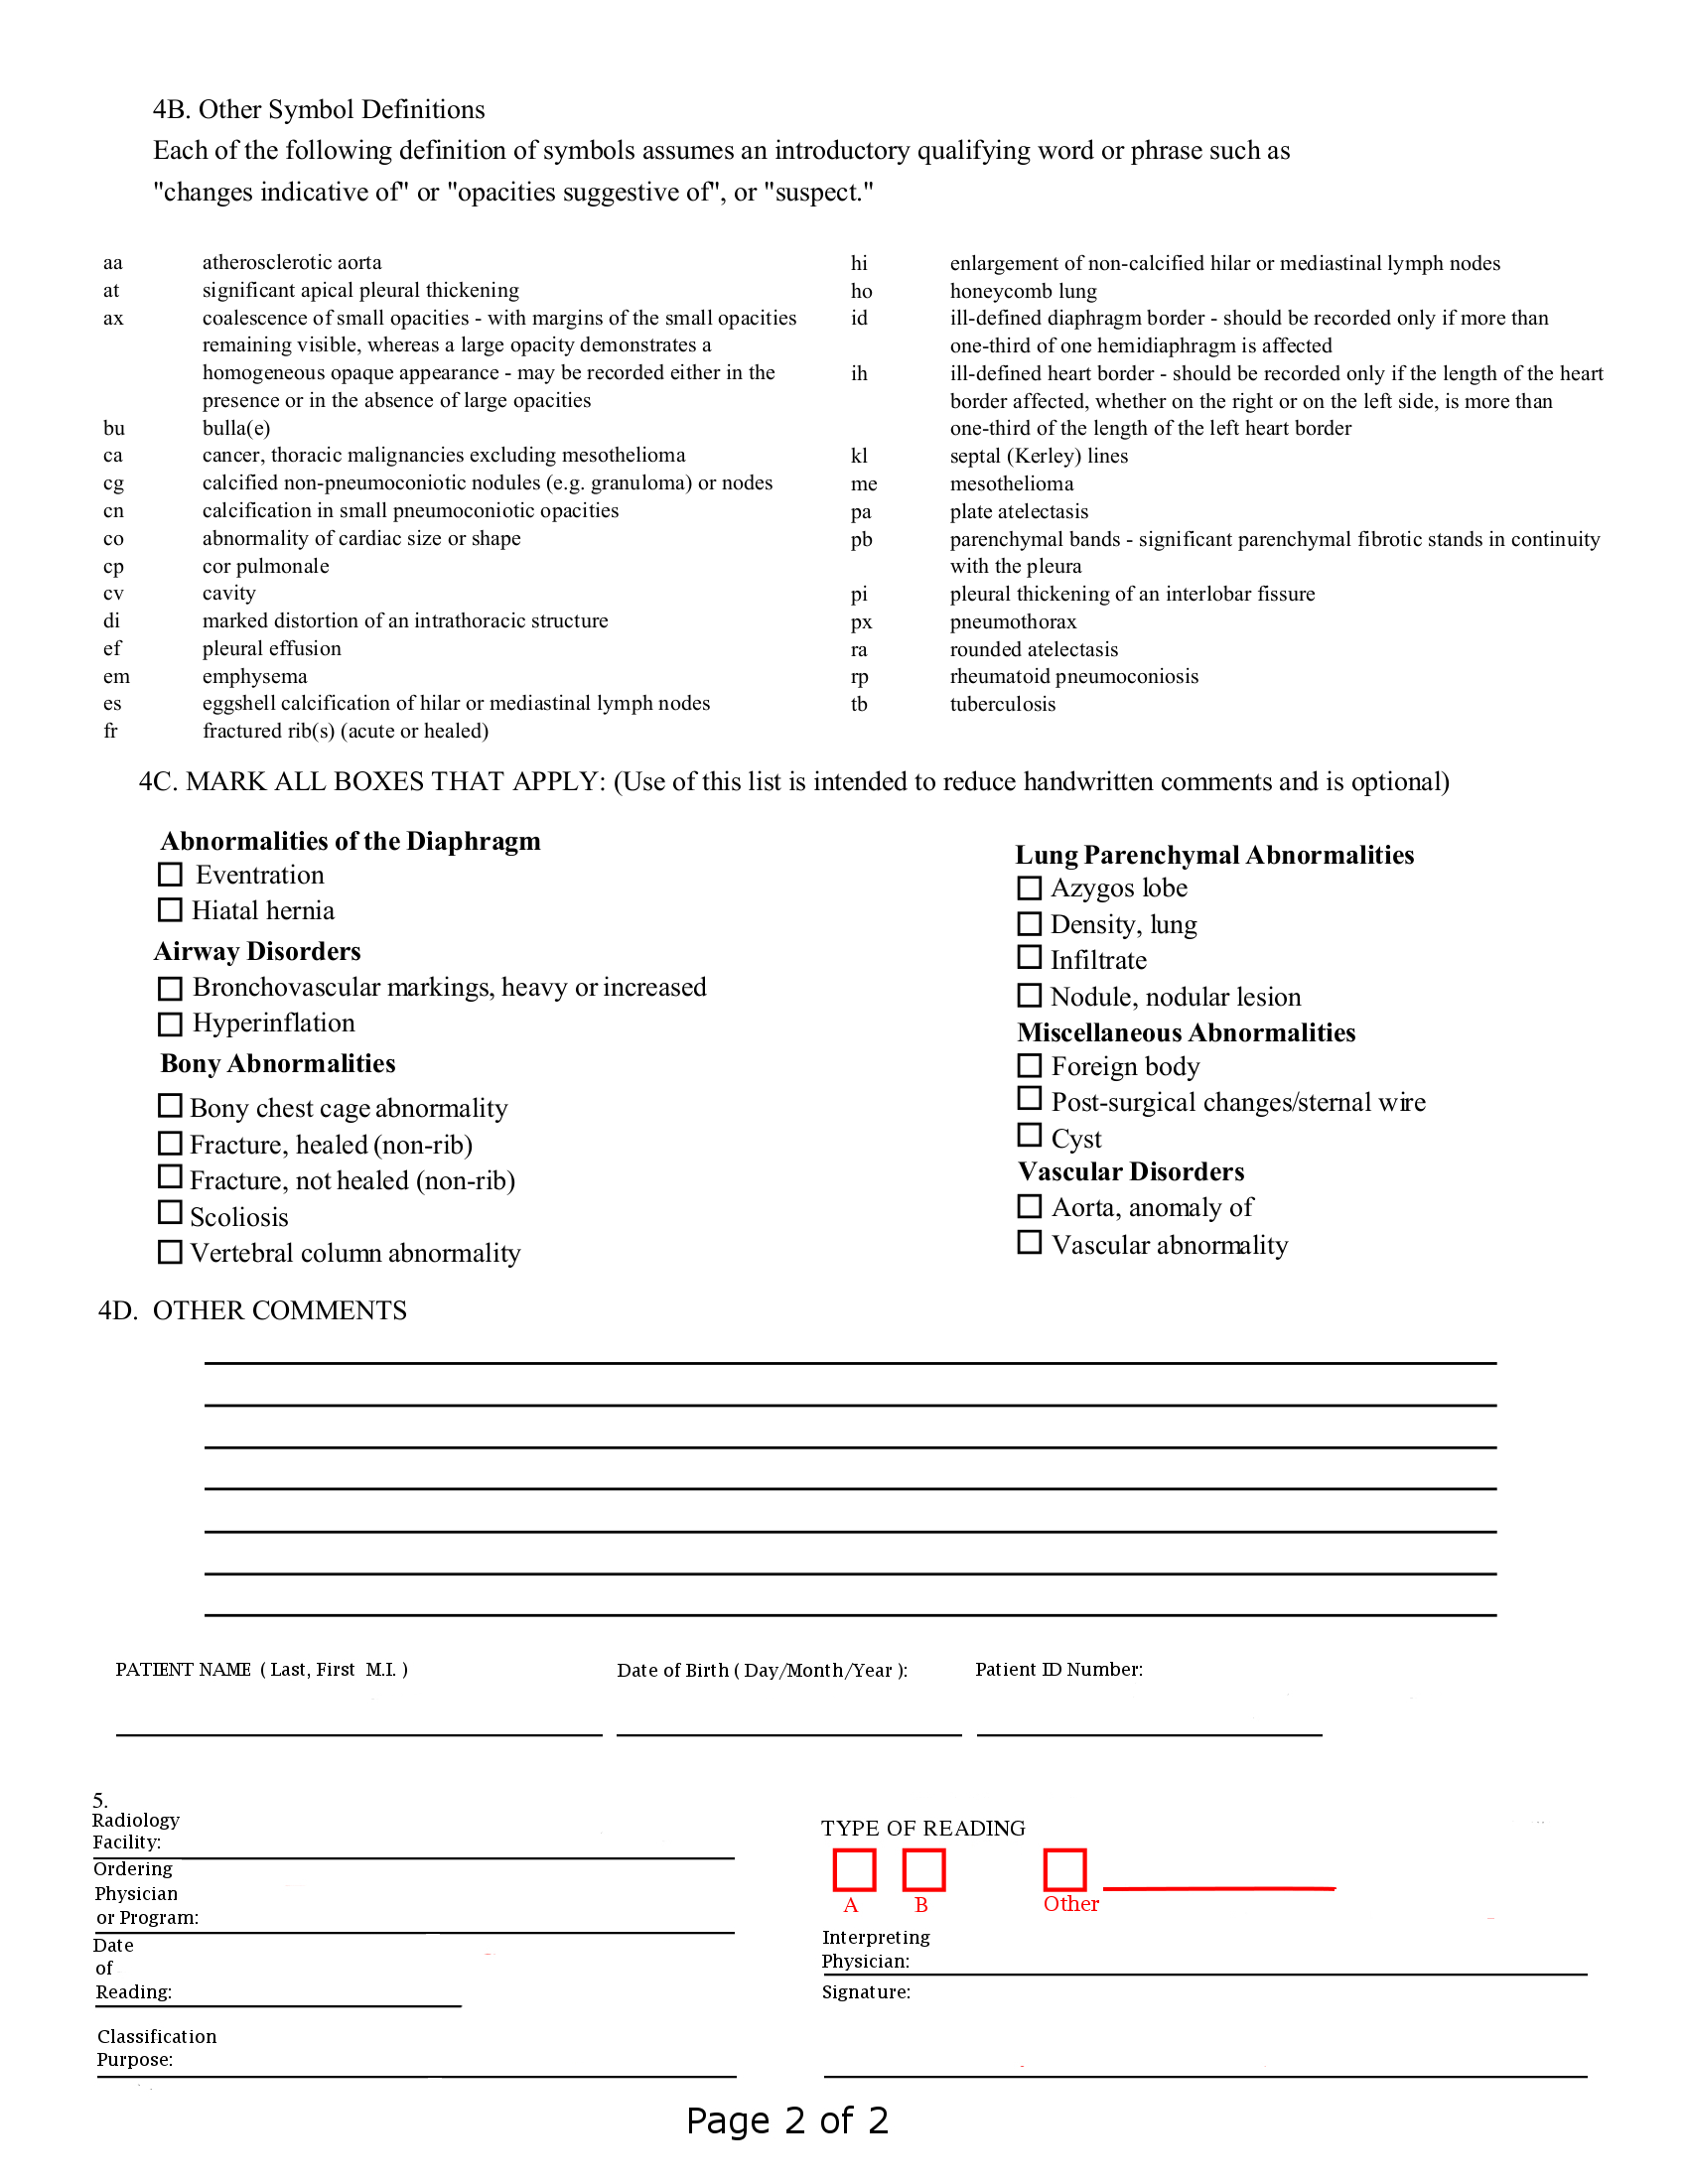 4B. Other Symbol Definitions
Each of the following definition of symbols assumes an introductory qualifying word or phrase such as
"changes indicative of" or "opacities suggestive of", or "suspect."
aa atherosclerotic aorta
at significant apical pleural thickening
ax coalescence of small opacities - with margins of the small opacities
remaining visible, whereas a large opacity demonstrates a
homogeneous opaque appearance - may be recorded either in the
presence or in the absence of large opacities
bu bulla(e)
ca cancer, thoracic malignancies excluding mesothelioma
cg calcified non-pneumoconiotic nodules (e.g. granuloma) or nodes
cn calcification in small pneumoconiotic opacities
co abnormality of cardiac size or shape
cp cor pulmonale
cv cavity
di marked distortion of an intrathoracic structure
ef pleural effusion
em emphysema
es eggshell calcification of hilar or mediastinal lymph nodes
fr fractured rib(s) (acute or healed)
hi enlargement of non-calcified hilar or mediastinal lymph nodes
ho honeycomb lung
id ill-defined diaphragm border - should be recorded only if more than
one-third of one hemidiaphragm is affected
ih ill-defined heart border - should be recorded only if the length of the heart
border affected, whether on the right or on the left side, is more than
one-third of the length of the left heart border
kl septal (Kerley) lines
me mesothelioma
pa plate atelectasis
pb parenchymal bands - significant parenchymal fibrotic stands in continuity
with the pleura
pi pleural thickening of an interlobar fissure
px pneumothorax
ra rounded atelectasis
rp rheumatoid pneumoconiosis
tb tuberculosis
4C. MARK ALL BOXES THAT APPLY: (Use of this list is intended to reduce handwritten comments and is optional)
Abnormalities of the Diaphragm
Eventration
Hiatal hernia
Airway Disorders
Bronchovascular markings, heavy or increased
Hyperinflation
Bony Abnormalities
Bony chest cage abnormality
Fracture, healed (non-rib)
Fracture, not healed (non-rib)
Scoliosis
Vertebral column abnormality
Lung Parenchymal Abnormalities
Azygos lobe
Density, lung
Infiltrate
Nodule, nodular lesion
Miscellaneous Abnormalities
Foreign body
Post-surgical changes/sternal wire
Cyst
Vascular Disorders
Aorta, anomaly of
Vascular abnormality
4D. OTHER COMMENTS
PATIENT NAME ( Last, First M.I. ) Date of Birth ( Day/Month/Year ): Patient ID Number:
5.
Radiology
Facility:
Ordering
Physician
or Program:
Date
of
Reading:
Classification
Purpose:
TYPE OF READING
A B Other
Interpreting
Physician:
Signature:
Page 2 of 2